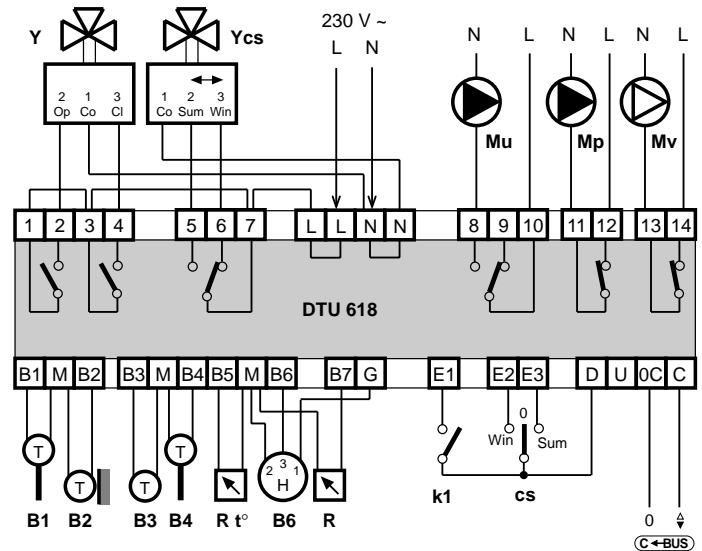 230 V ~
Y Ycs L N N L N L N L
2 1 3 1 2 3
Op Co Cl Co Sum Win
Mu Mp Mv
1 2 3 4 5 6 7 L L N N 8 9 10 11 12 13 14
DTU 618
B1 M B2 B3 M B4 B5 M B6 B7 G E1 E2 E3 D U 0C C
0
Win Sum
T T T T 2 3 1
H
k1 cs
B1 B2 B3 B4 R t° B6 R
0
C BUS